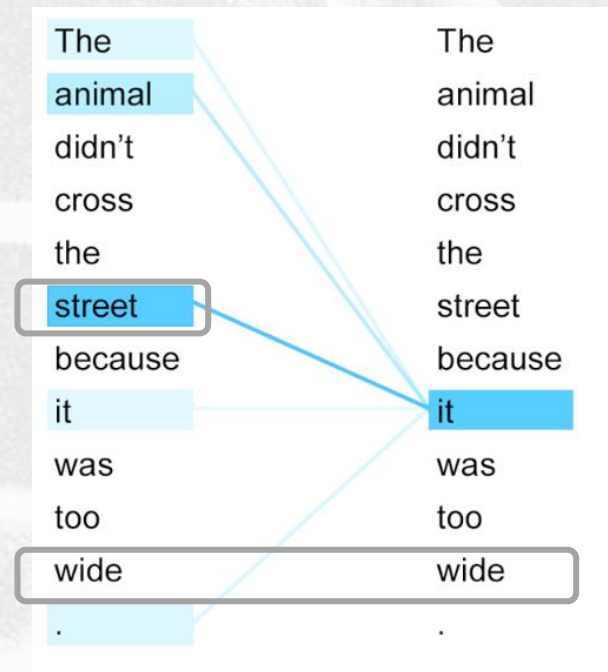 The The
animal animal
didn’t didn’t
cross cross
the the
street street
because because
it it
was was
too too
wide wide
. .